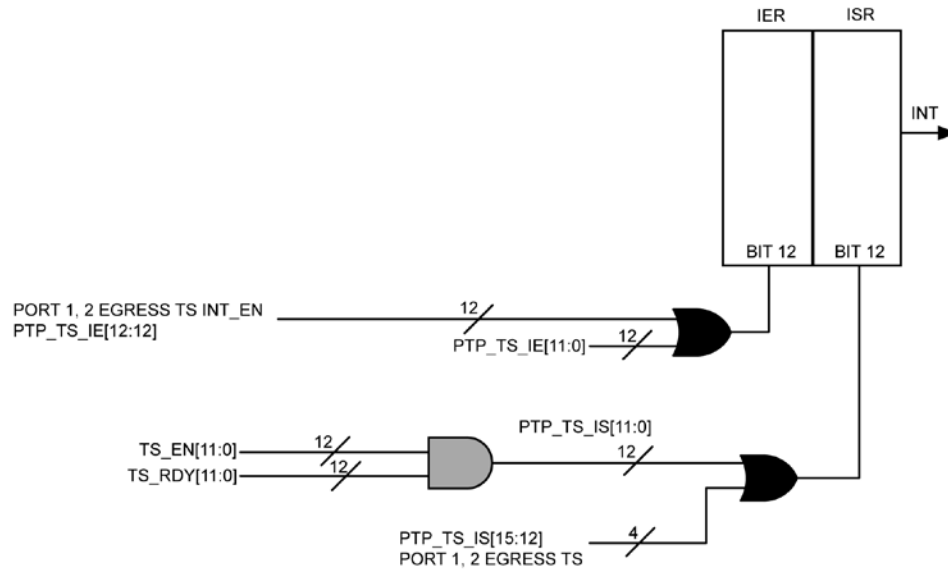 IER ISR
INT
BIT 12 BIT 12
PORT 1, 2 EGRESS TS INT_EN
PTP_TS_IE[12:12]
12
PTP_TS_IE[11:0]
12
PTP_TS_IS[11:0]
TS_EN[11:0]
12
12
TS_RDY[11:0]
12
PTP_TS_IS[15:12]
4
PORT 1, 2 EGRESS TS